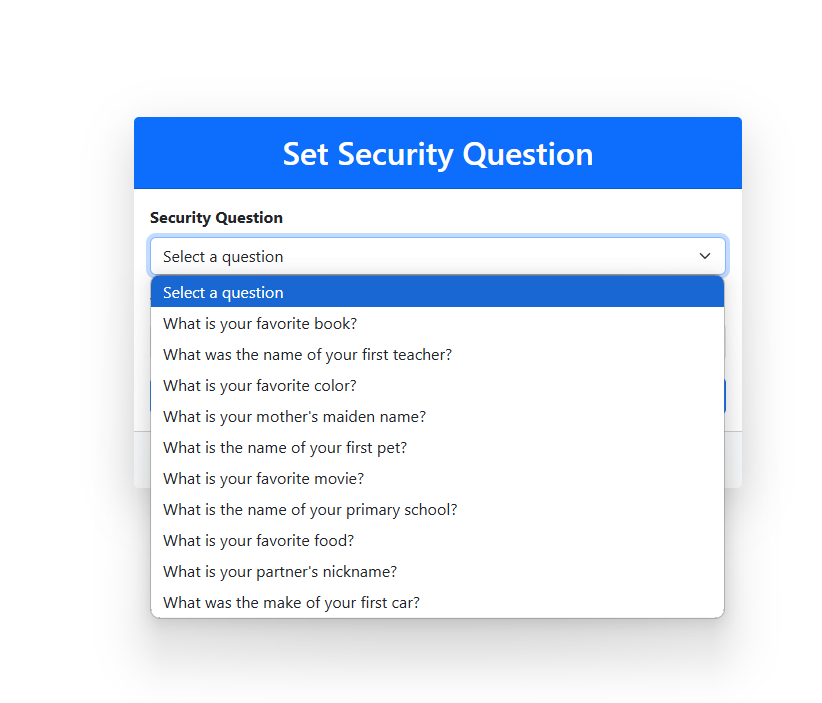 Set Security Question
Security Question
Select a question
Select a question
What is your favorite book?
What was the name of your first teacher?
What is your favorite color?
What is your mother's maiden name?
What is the name of your first pet?
What is your favorite movie?
What is the name of your primary school?
What is your favorite food?
What is your partner's nickname?
What was the make of your first car?